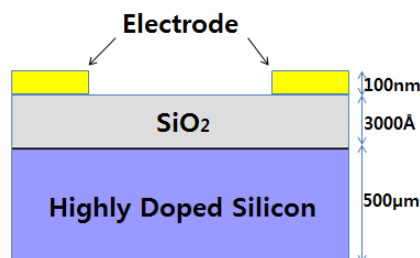 Electrode
100nm
SiO₂
3000Å
Highly Doped Silicon
500μm